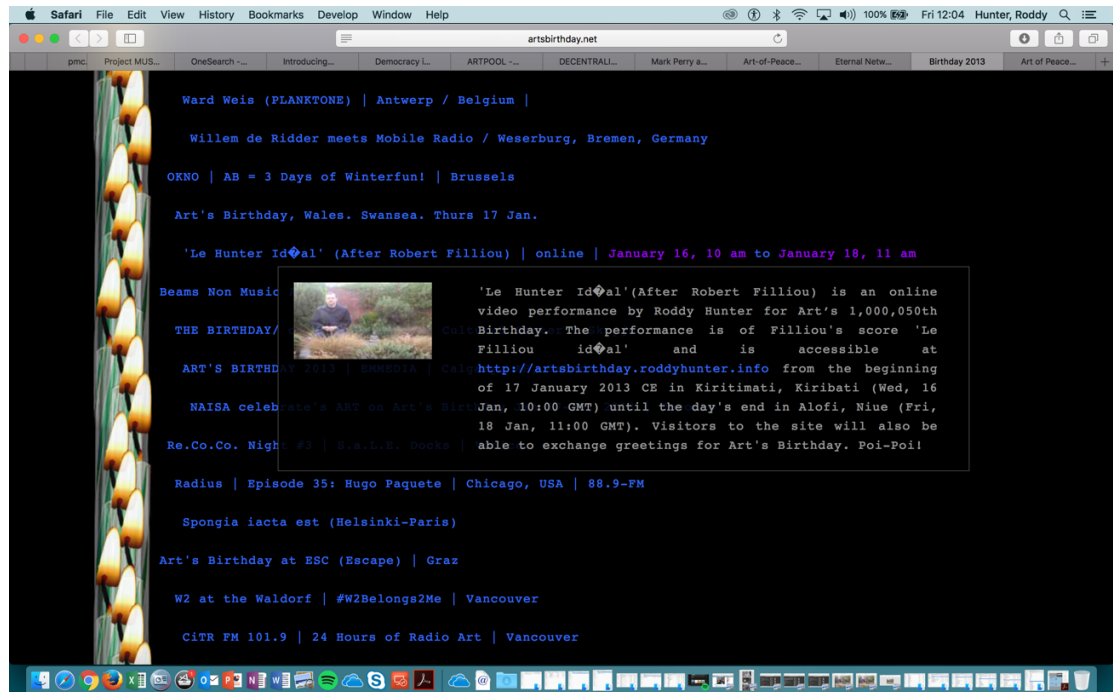 Safari File Edit View History Bookmarks Develop Window Help 100% Fri 12:04 Hunter, Roddy
artsbirthday.net
pmc. Project MUS... OneSearch -... Introducing... Democracy i... ARTPOOL -... DECENTRALI... Mark Perry a... Art-of-Peace... Eternal Netw... Birthday 2013 Art of Peace...
Ward Weis (PLANKTONE) | Antwerp / Belgium |
Willem de Ridder meets Mobile Radio / Weserburg, Bremen, Germany
OKNO | AB = 3 Days of Winterfun! | Brussels
Art's Birthday, Wales. Swansea. Thurs 17 Jan.
'Le Hunter Id�al' (After Robert Filliou) | online | January 16, 10 am to January 18, 11 am
Beams Non Music
THE BIRTHDAY/
ART'S BIRTHDAY 2013 | EMMEDIA | Calg
NAISA celebrate's ART on Art's Birt
Re.Co.Co. Night #3 | S.a.L.E. Docks |
'Le Hunter Id�al'(After Robert Filliou) is an online
video performance by Roddy Hunter for Art's 1,000,050th
Birthday. The performance is of Filliou's score 'Le
Filliou id�al' and is accessible at
http://artsbirthday.roddyhunter.info from the beginning
of 17 January 2013 CE in Kiritimati, Kiribati (Wed, 16
Jan, 10:00 GMT) until the day's end in Alofi, Niue (Fri,
18 Jan, 11:00 GMT). Visitors to the site will also be
able to exchange greetings for Art's Birthday. Poi-Poi!
Radius | Episode 35: Hugo Paquete | Chicago, USA | 88.9-FM
Spongia iacta est (Helsinki-Paris)
Art's Birthday at ESC (Escape) | Graz
W2 at the Waldorf | #W2Belongs2Me | Vancouver
CiTR FM 101.9 | 24 Hours of Radio Art | Vancouver